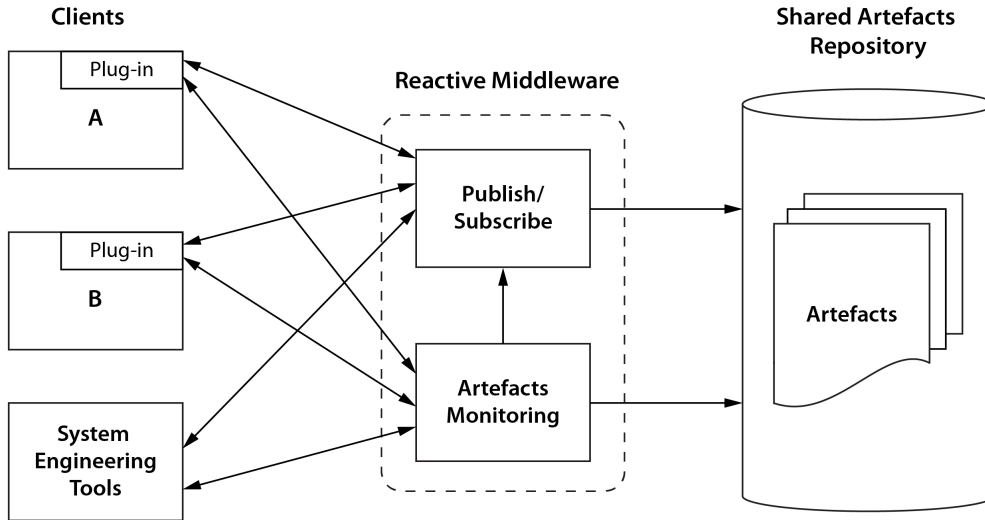 Clients
Plug-in
A
Plug-in
B
System
Engineering
Tools
Reactive Middleware
Publish/
Subscribe
Artefacts
Monitoring
Shared Artefacts
Repository
Artefacts